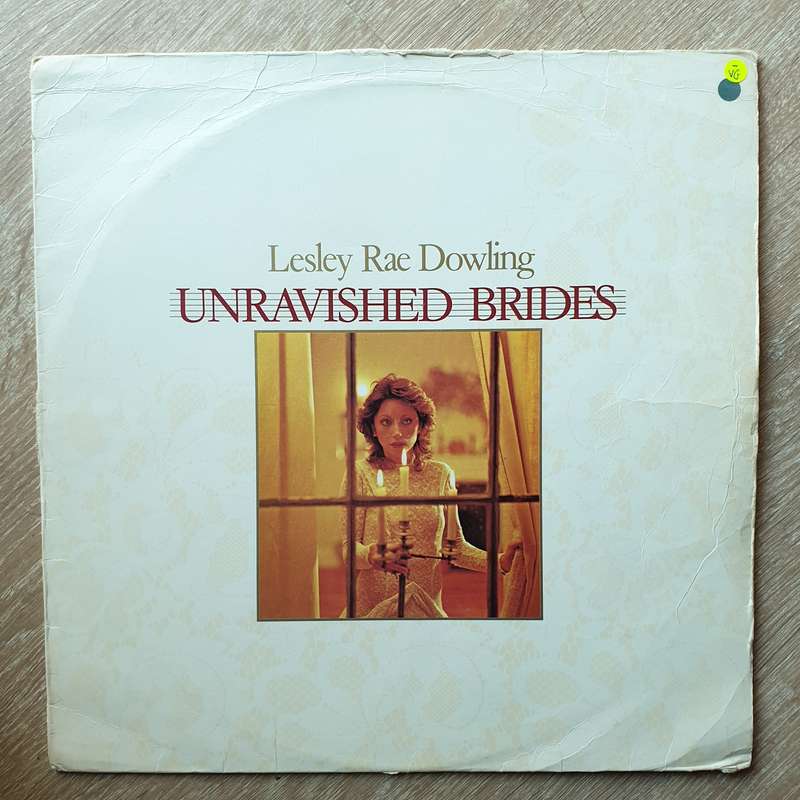 VG
Lesley Rae Dowling
UNRAVISHED BRIDES